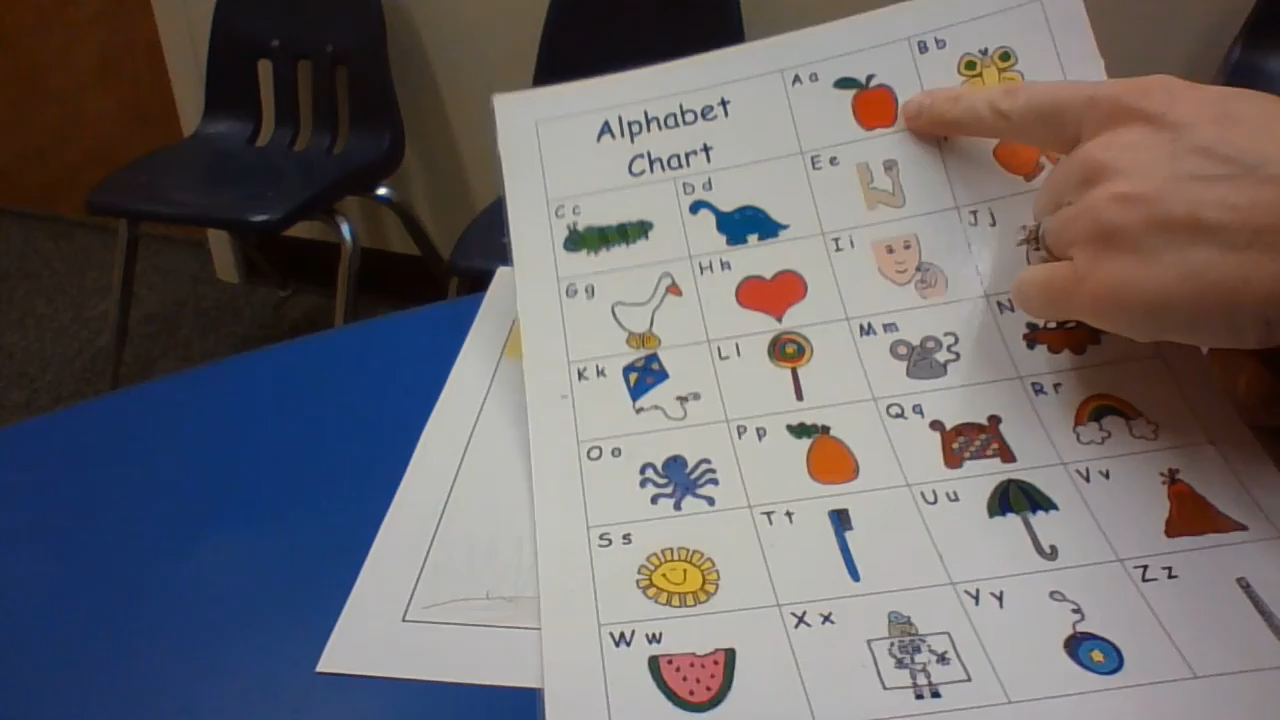 Alphabet
Chart
A a
B b
C c
D d
E e
G g
H h
I i
J j
K k
L l
M m
N
O o
P p
Q q
R r
S s
T t
U u
V v
W w
X x
Y y
Z z